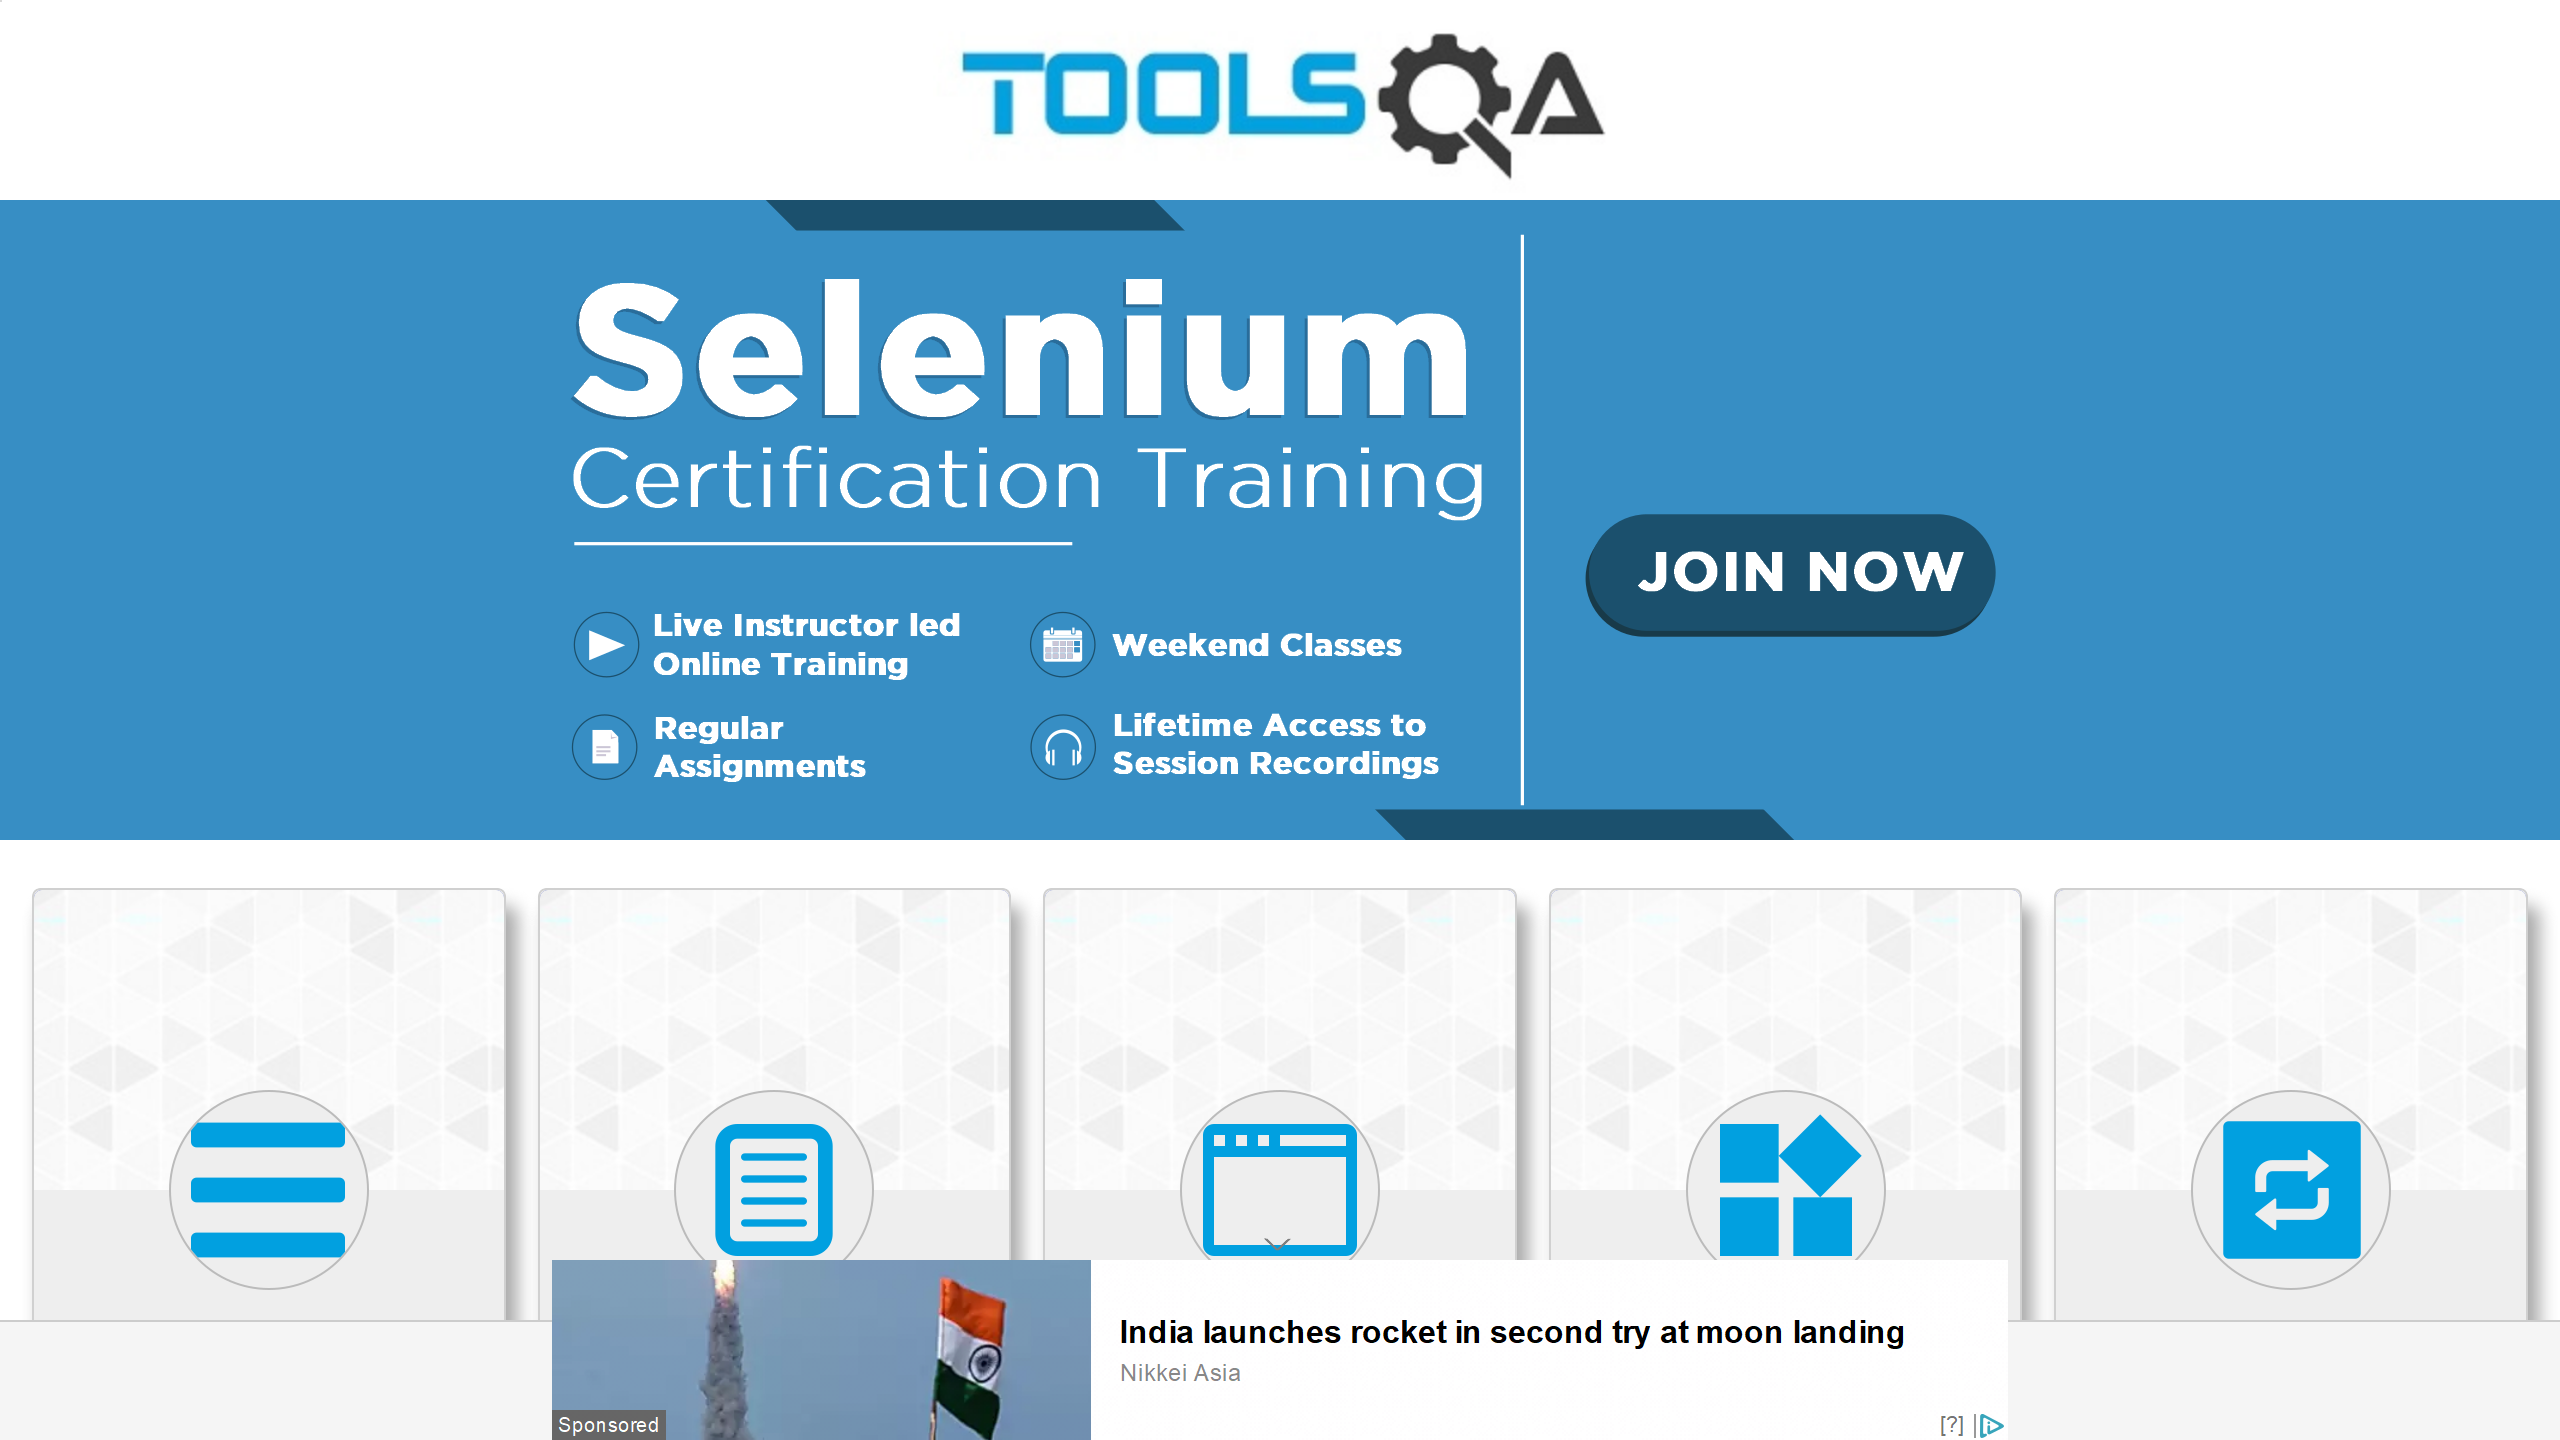 TOOLSQA
Selenium
Certification Training
JOIN NOW
Live Instructor led
Online Training
Weekend Classes
Regular
Assignments
Lifetime Access to
Session Recordings
India launches rocket in second try at moon landing
Nikkei Asia
Sponsored
[?]